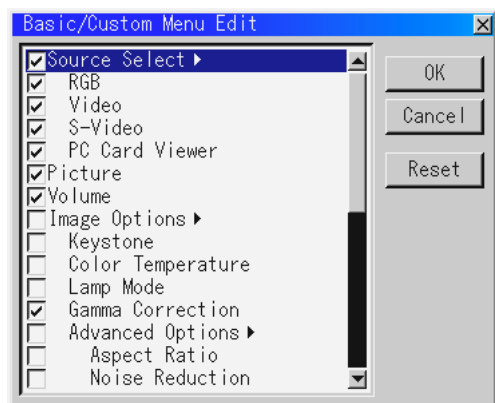 Basic/Custom Menu Edit
Source Select
RGB
Video
S-Video
PC Card Viewer
Picture
Volume
Image Options
Keystone
Color Temperature
Lamp Mode
Gamma Correction
Advanced Options
Aspect Ratio
Noise Reduction
OK
Cancel
Reset